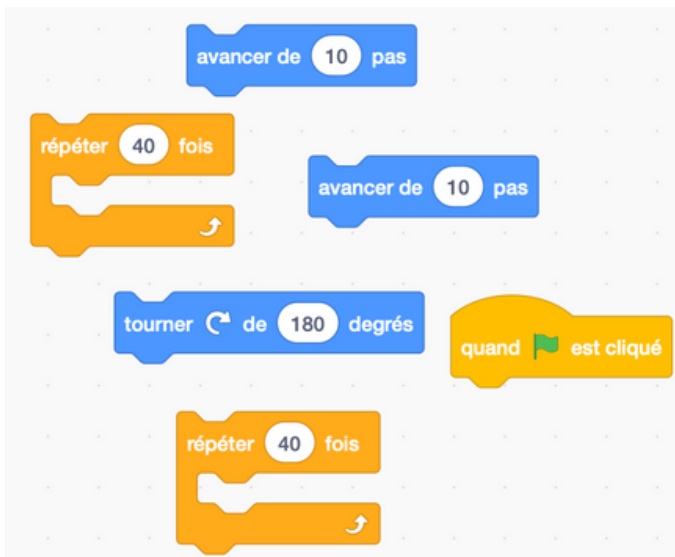 avancer de 10 pas
répéter 40 fois
avancer de 10 pas
tourner de 180 degrés
quand est cliqué
répéter 40 fois